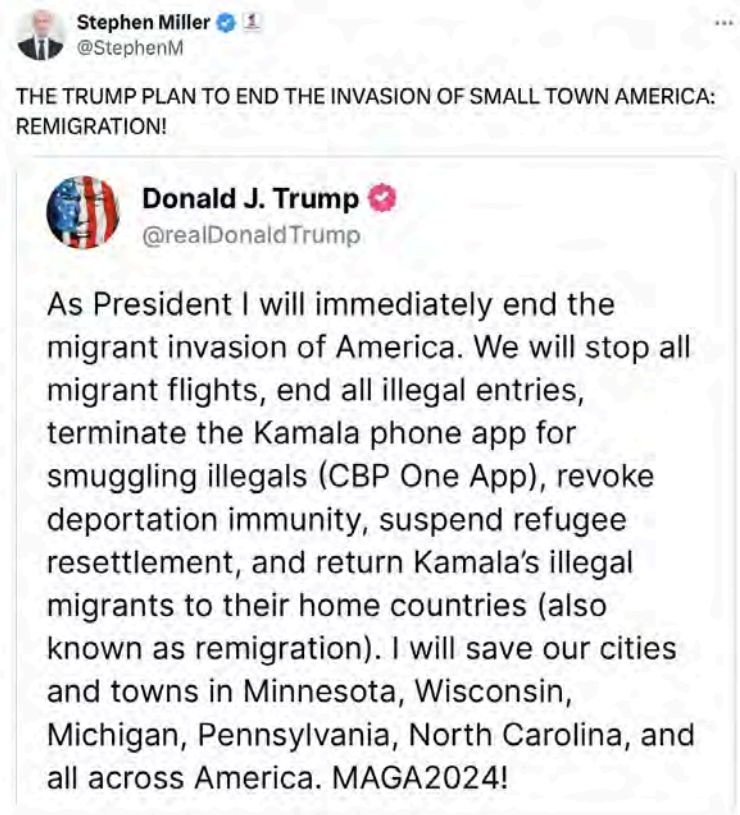 Stephen Miller
@StephenM
THE TRUMP PLAN TO END THE INVASION OF SMALL TOWN AMERICA:
REMIGRATION!
Donald J. Trump
@realDonaldTrump
As President I will immediately end the
migrant invasion of America. We will stop all
migrant flights, end all illegal entries,
terminate the Kamala phone app for
smuggling illegals (CBP One App), revoke
deportation immunity, suspend refugee
resettlement, and return Kamala’s illegal
migrants to their home countries (also
known as remigration). I will save our cities
and towns in Minnesota, Wisconsin,
Michigan, Pennsylvania, North Carolina, and
all across America. MAGA2024!